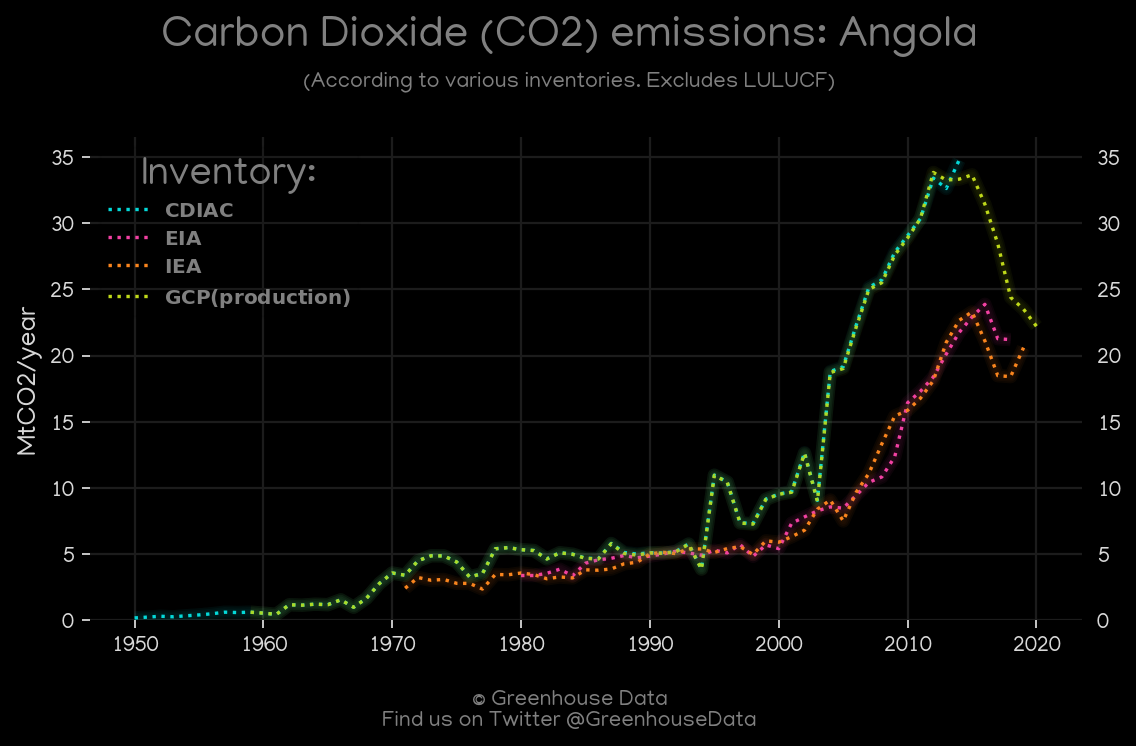 Carbon Dioxide (CO2) emissions: Angola
(According to various inventories. Excludes LULUCF)
Inventory:
CDIAC
EIA
IEA
GCP(production)
MtCO2/year
35 35
30 30
25 25
20 20
15 15
10 10
5 5
0 0
1950 1960 1970 1980 1990 2000 2010 2020
© Greenhouse Data
Find us on Twitter @GreenhouseData